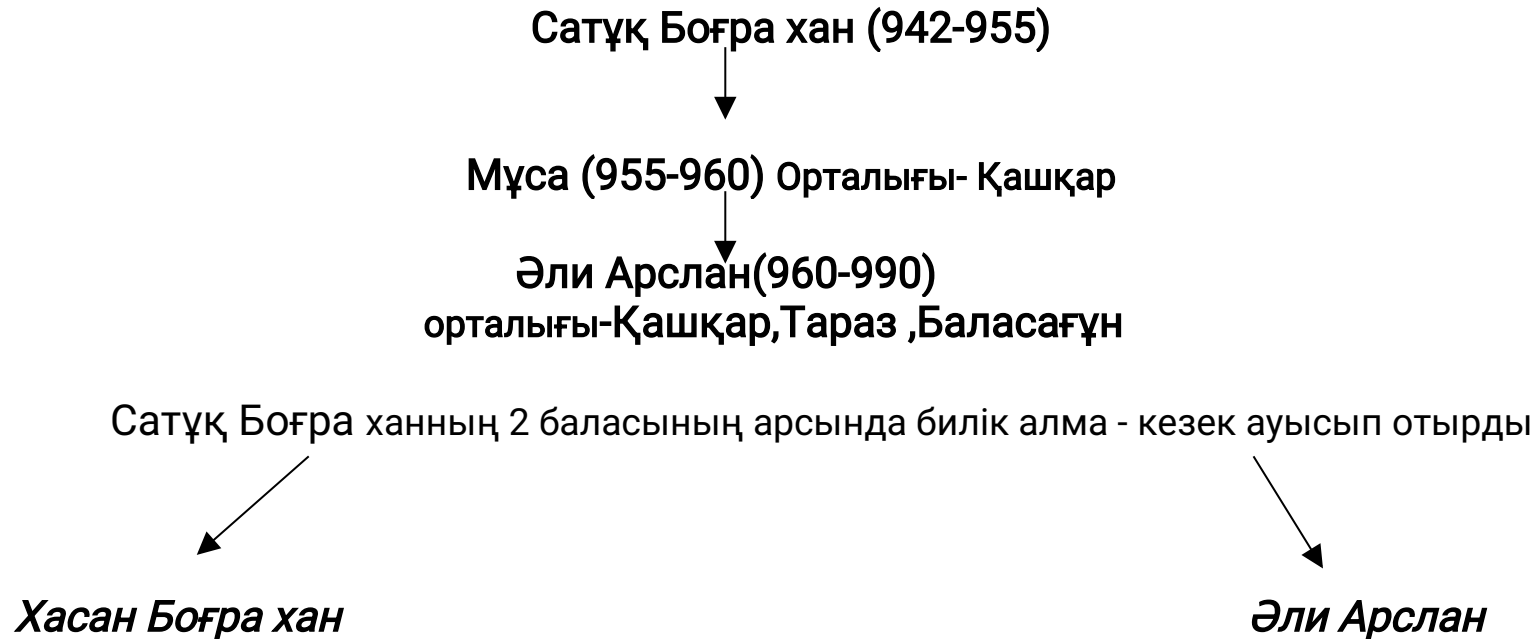 Сатұқ Боғра хан (942-955)
Мұса (955-960) Орталығы- Қашқар
Әли Арслан(960-990)
орталығы-Қашқар,Тараз ,Баласағұн
Сатұқ Боғра ханның 2 баласының арсында билік алма - кезек ауысып отырды
Хасан Боғра хан
Әли Арслан